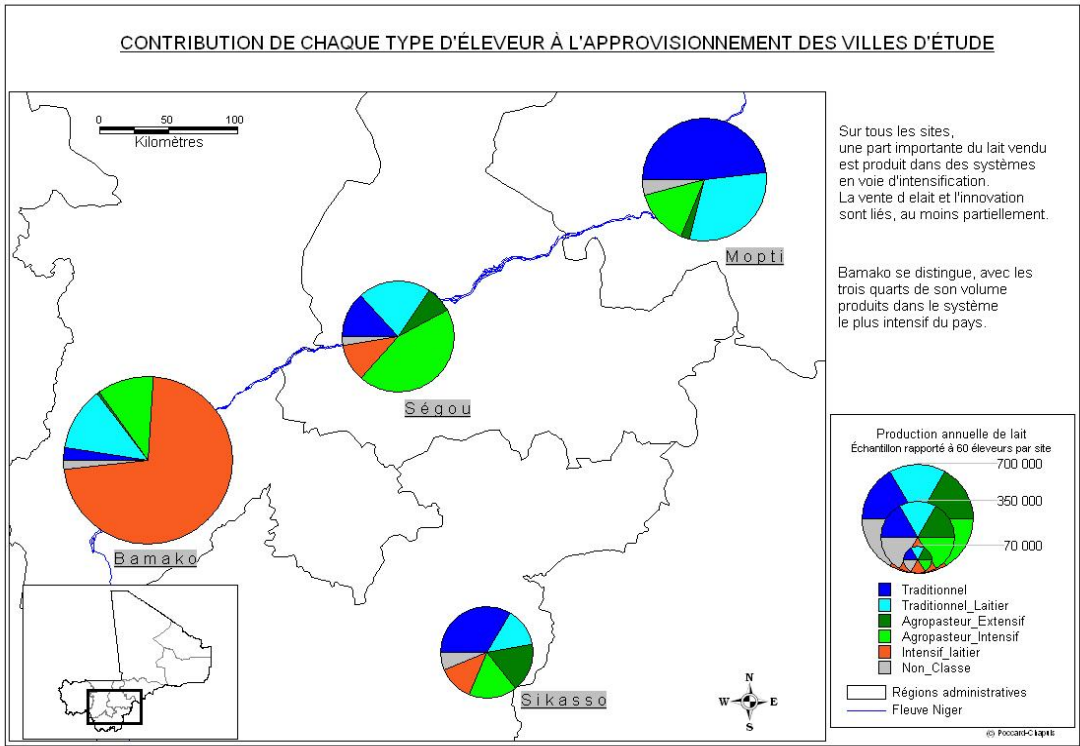 CONTRIBUTION DE CHAQUE TYPE D'ÉLEVEUR À L'APPROVISIONNEMENT DES VILLES D'ÉTUDE
0 50 100
Kilomètres
Sur tous les sites,
une part importante du lait vendu
est produit dans des systèmes
en voie d'intensification.
La vente d elait et l'innovation
sont liés, au moins partiellement.
Mopti
Bamako se distingue, avec les
trois quarts de son volume
produits dans le système
le plus intensif du pays.
Ségou
Bamako
Sikasso
N
W E
S
Production annuelle de lait
Échantillon rapporté à 60 éleveurs par site
700 000
350 000
70 000
Traditionnel
Traditionnel_Laitier
Agropasteur_Extensif
Agropasteur_Intensif
Intensif_laitier
Non_Classe
Régions administratives
Fleuve Niger
(c) Poccard-Chapuis